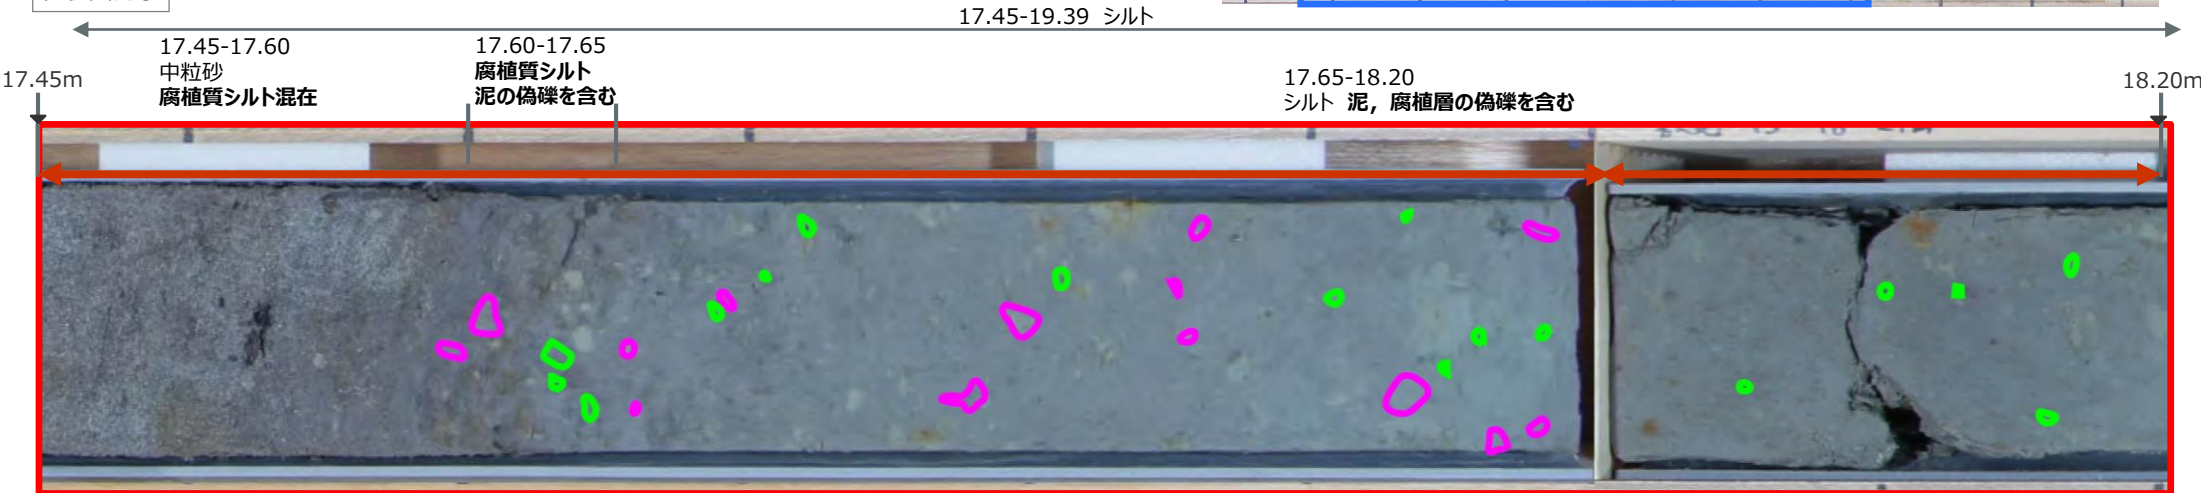 17.45-19.39 シルト
17.45-17.60
中粒砂
腐植質シルト混在
17.60-17.65
腐植質シルト
泥の偽礫を含む
17.65-18.20
シルト 泥，腐植層の偽礫を含む
17.45m
18.20m